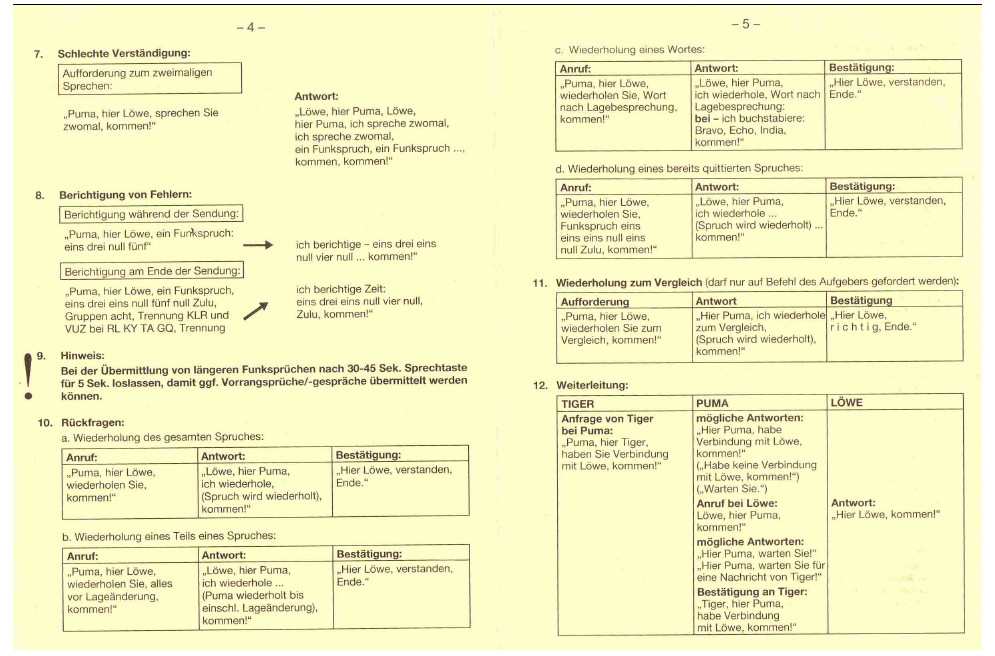 – 4 –
7. Schlechte Verständigung:
Aufforderung zum zweimaligen
Sprechen:
„Puma, hier Löwe, sprechen Sie
zwomal, kommen!"
Antwort:
„Löwe, hier Puma, Löwe,
hier Puma, ich spreche zwomal,
ich spreche zwomal,
ein Funkspruch, ein Funkspruch ...,
kommen, kommen!"
8. Berichtigung von Fehlern:
Berichtigung während der Sendung:
„Puma, hier Löwe, ein Funkspruch:
eins drei null fünf"
ich berichtige – eins drei eins
null vier null ... kommen!"
Berichtigung am Ende der Sendung:
„Puma, hier Löwe, ein Funkspruch,
eins drei eins null fünf null Zulu,
Gruppen acht, Trennung KLR und
VUZ bei RL KY TA GQ, Trennung
ich berichtige Zeit:
eins drei eins null vier null,
Zulu, kommen!"
! 9. Hinweis:
Bei der Übermittlung von längeren Funksprüchen nach 30-45 Sek. Sprechtaste
für 5 Sek. loslassen, damit ggf. Vorrangsprüche/-gespräche übermittelt werden
können.
10. Rückfragen:
a. Wiederholung des gesamten Spruches:
Anruf: Antwort: Bestätigung:
„Puma, hier Löwe, „Löwe, hier Puma, „Hier Löwe, verstanden,
wiederholen Sie, ich wiederhole, Ende."
kommen!" (Spruch wird wiederholt),
kommen!"
b. Wiederholung eines Teils eines Spruches:
Anruf: Antwort: Bestätigung:
„Puma, hier Löwe, „Löwe, hier Puma, „Hier Löwe, verstanden,
wiederholen Sie, alles ich wiederhole ... Ende."
vor Lageänderung, (Puma wiederholt bis
kommen!" einschl. Lageänderung),
kommen!"
– 5 –
c. Wiederholung eines Wortes:
Anruf: Antwort: Bestätigung:
„Puma, hier Löwe, „Löwe, hier Puma, „Hier Löwe, verstanden,
wiederholen Sie, Wort ich wiederhole, Wort nach Ende."
nach Lagebesprechung, Lagebesprechung:
kommen!" bei – ich buchstabiere:
Bravo, Echo, India,
kommen!"
d. Wiederholung eines bereits quittierten Spruches:
Anruf: Antwort: Bestätigung:
„Puma, hier Löwe, „Löwe, hier Puma, „Hier Löwe, verstanden,
wiederholen Sie, ich wiederhole ... Ende."
Funkspruch eins (Spruch wird wiederholt) ...
eins eins null eins kommen!"
null Zulu, kommen!"
11. Wiederholung zum Vergleich (darf nur auf Befehl des Aufgebers gefordert werden):
Aufforderung Antwort Bestätigung
„Puma, hier Löwe, „Hier Puma, ich wiederhole „Hier Löwe,
wiederholen Sie zum zum Vergleich, r i c h t i g, Ende."
Vergleich, kommen!" (Spruch wird wiederholt),
kommen!"
12. Weiterleitung:
TIGER PUMA LÖWE
Anfrage von Tiger
bei Puma:
„Puma, hier Tiger,
haben Sie Verbindung
mit Löwe, kommen!"
mögliche Antworten:
„Hier Puma, habe
Verbindung mit Löwe,
kommen!"
(„Habe keine Verbindung
mit Löwe, kommen!")
(„Warten Sie.")
Anruf bei Löwe:
Löwe, hier Puma,
kommen!"
Antwort:
„Hier Löwe, kommen!"
mögliche Antworten:
„Hier Puma, warten Sie!"
„Hier Puma, warten Sie für
eine Nachricht von Tiger!"
Bestätigung an Tiger:
„Tiger, hier Puma,
habe Verbindung
mit Löwe, kommen!"